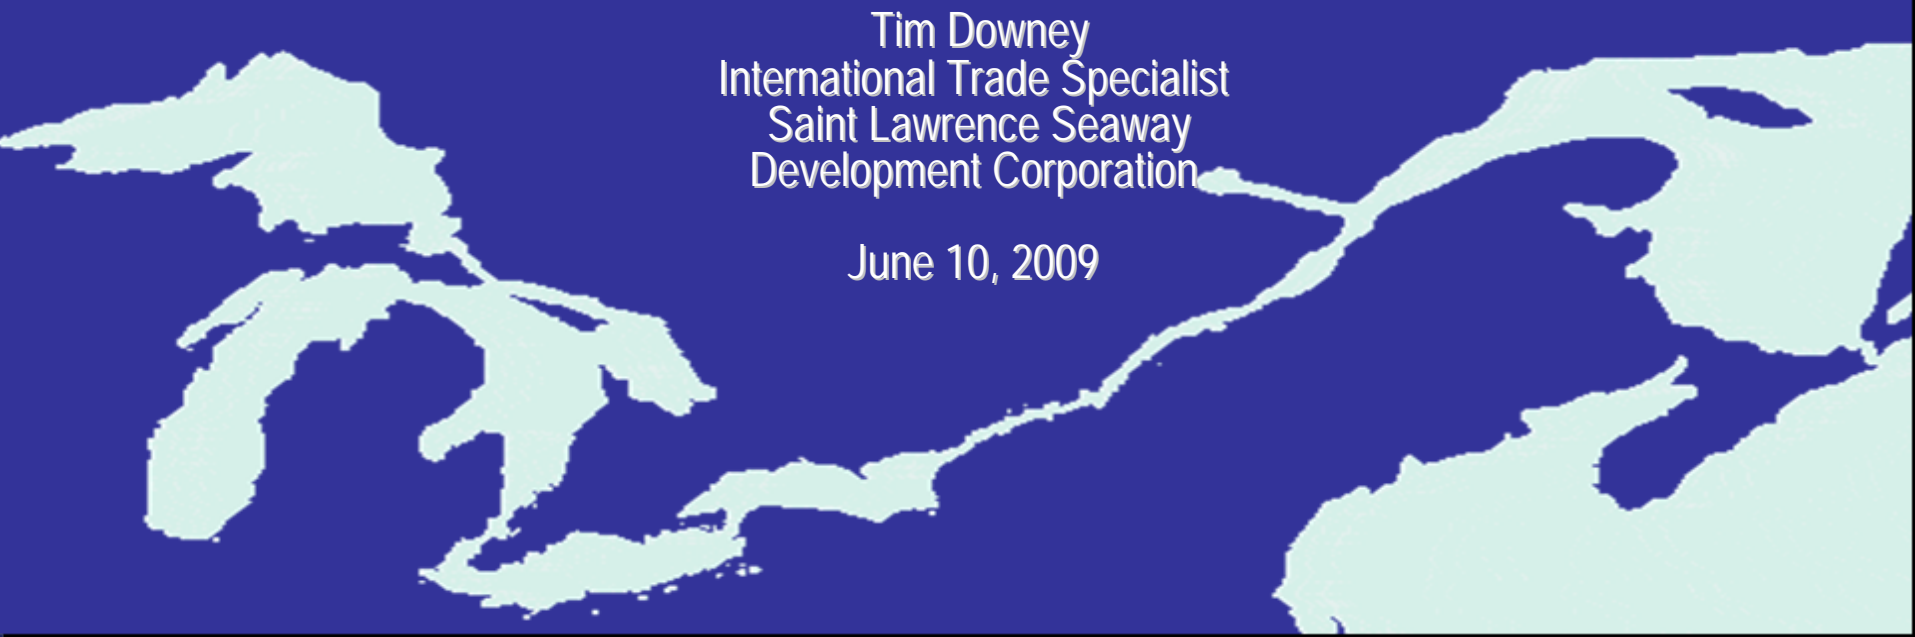 Tim Downey
International Trade Specialist
Saint Lawrence Seaway
Development Corporation
June 10, 2009